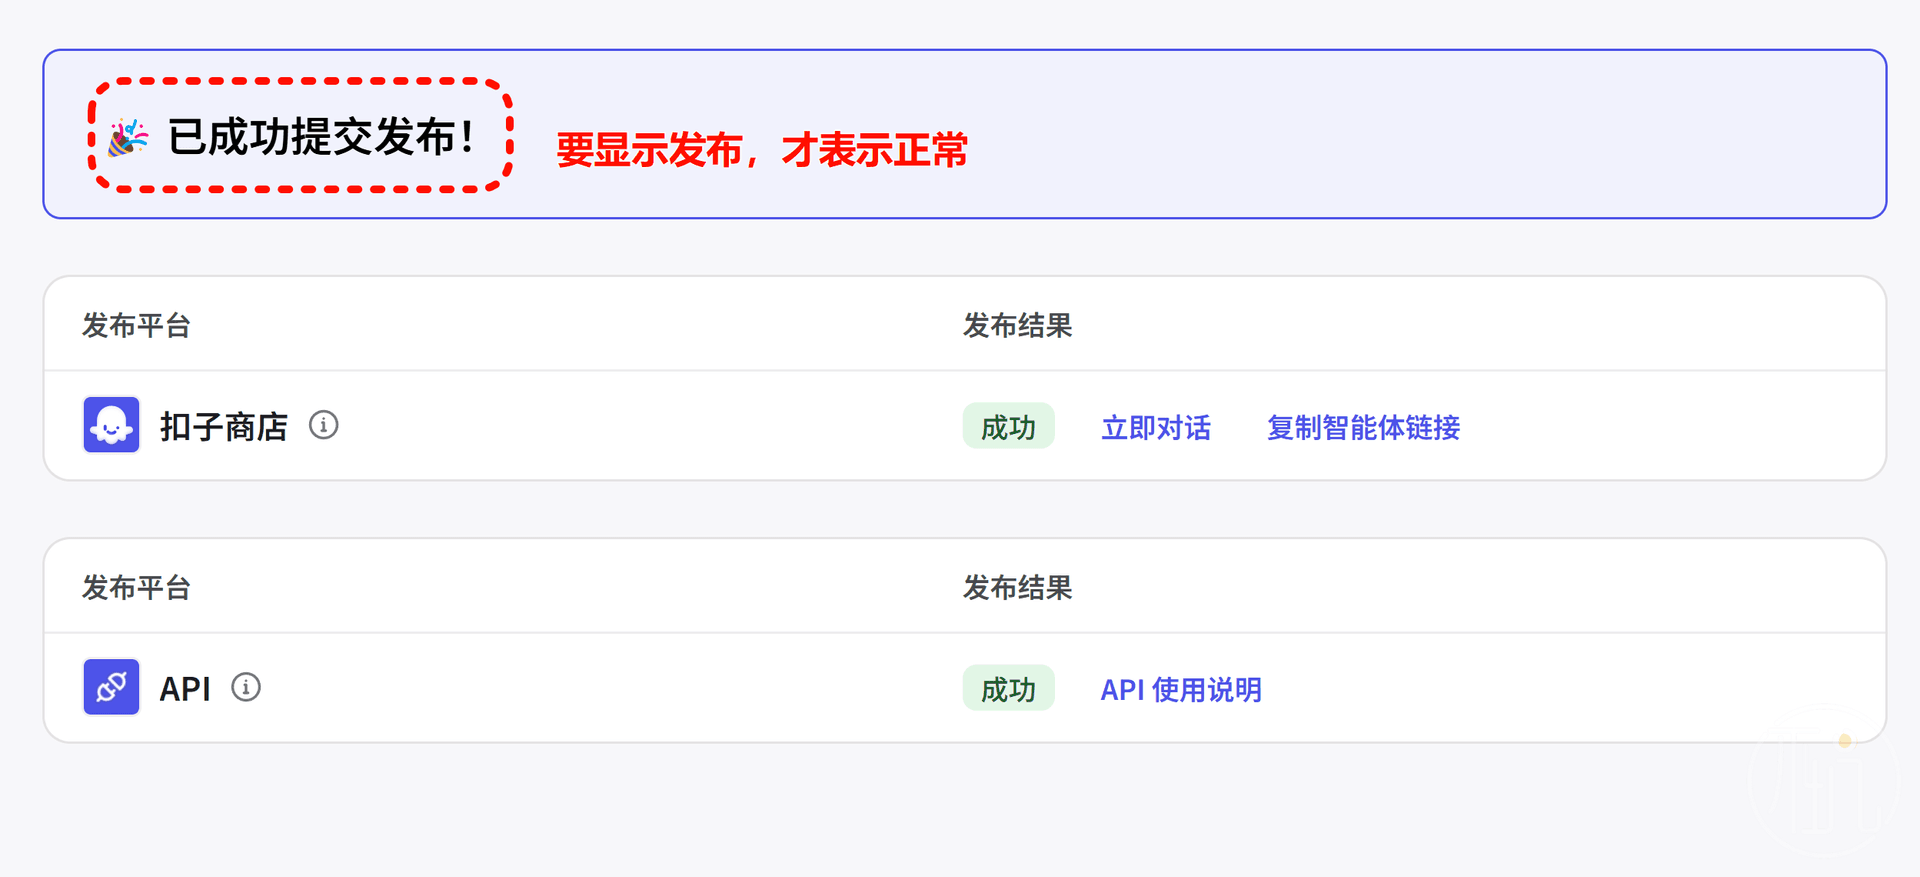 🎉 已成功提交发布！
要显示发布，才表示正常
发布平台 发布结果
扣子商店 成功 立即对话 复制智能体链接
发布平台 发布结果
API 成功 API 使用说明